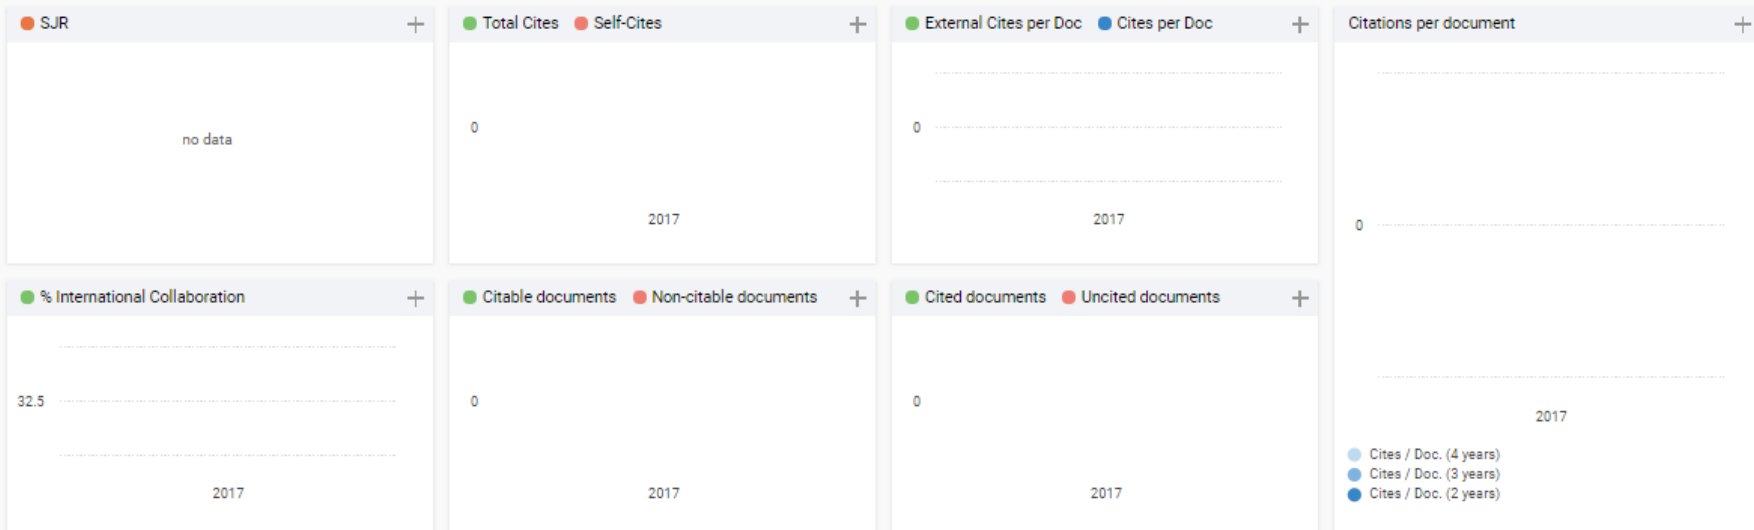 SJR
no data
Total Cites Self-Cites
0
2017
External Cites per Doc Cites per Doc
0
2017
Citations per document
0
2017
Cites / Doc. (4 years)
Cites / Doc. (3 years)
Cites / Doc. (2 years)
% International Collaboration
32.5
2017
Citable documents Non-citable documents
0
2017
Cited documents Uncited documents
0
2017